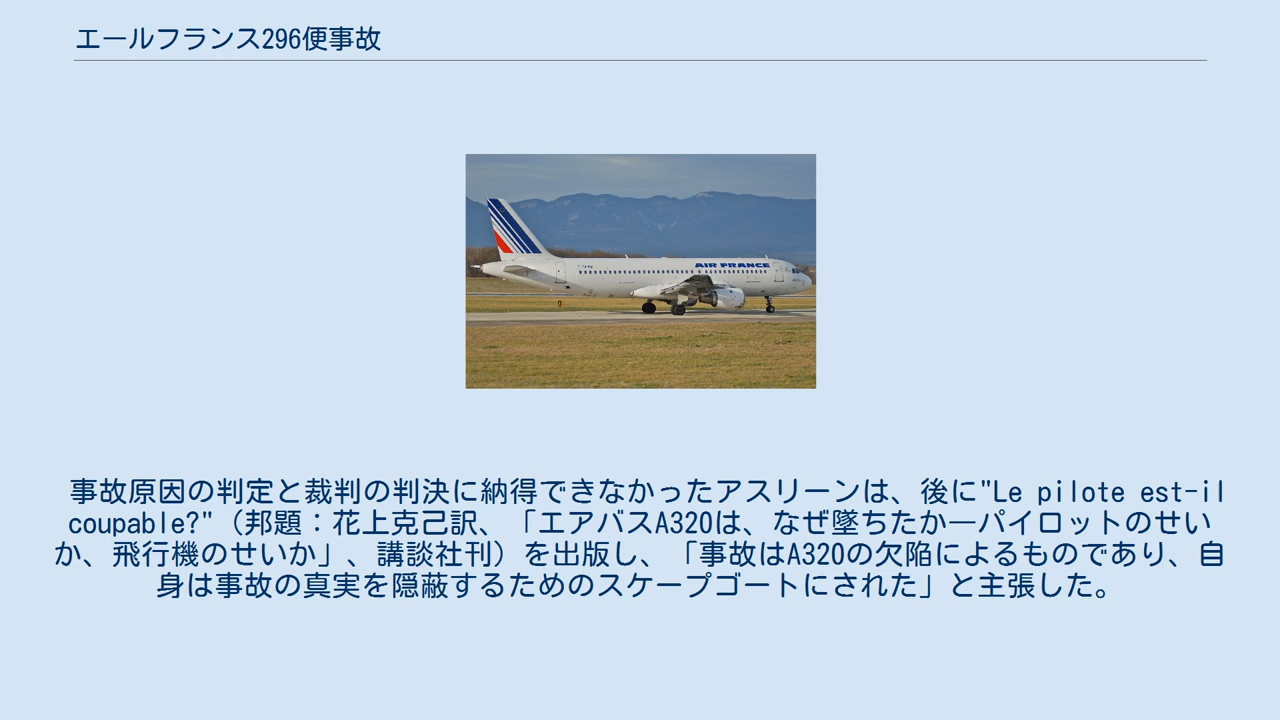 エールフランス296便事故
AIR FRANCE
事故原因の判定と裁判の判決に納得できなかったアスリーンは、後に"Le pilote est-il
coupable?"（邦題：花上克己訳、「エアバスA320は、なぜ墜ちたか―パイロットのせい
か、飛行機のせいか」、講談社刊）を出版し、「事故はA320の欠陥によるものであり、自
身は事故の真実を隠蔽するためのスケープゴートにされた」と主張した。